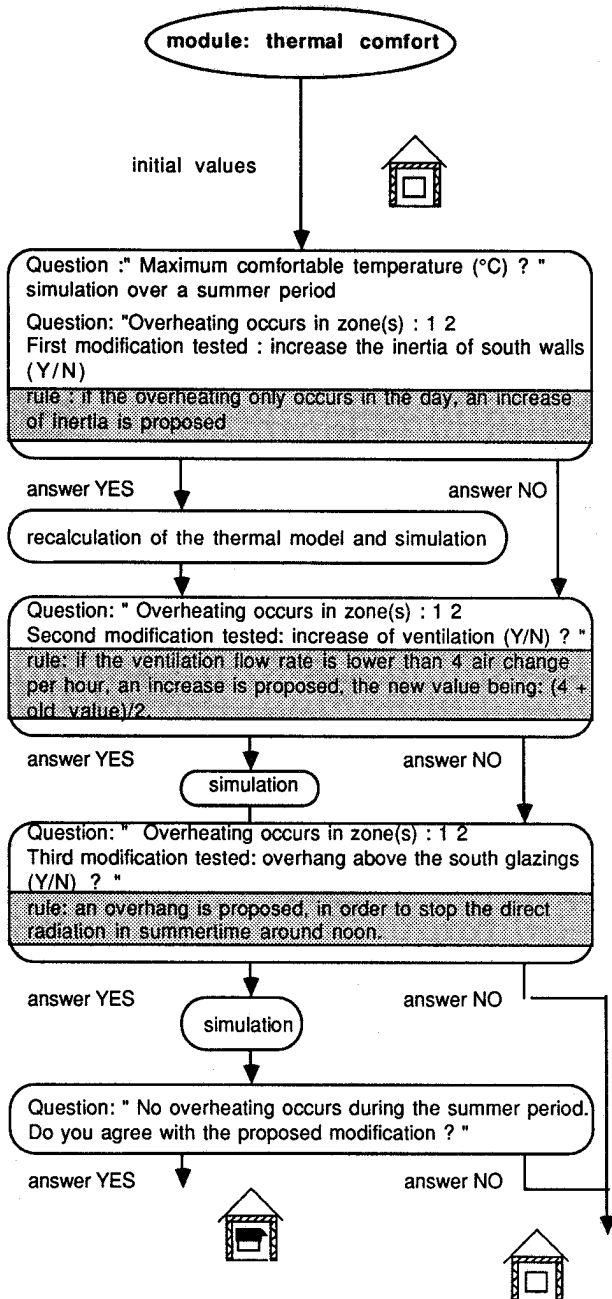 module: thermal comfort
initial values
Question :" Maximum comfortable temperature (°C) ? "
simulation over a summer period
Question: "Overheating occurs in zone(s) : 1 2
First modification tested : increase the inertia of south walls
(Y/N)
rule : if the overheating only occurs in the day, an increase
of inertia is proposed
answer YES
answer NO
recalculation of the thermal model and simulation
Question: " Overheating occurs in zone(s) : 1 2
Second modification tested: increase of ventilation (Y/N) ? "
rule: if the ventilation flow rate is lower than 4 air change
per hour, an increase is proposed, the new value being: (4 +
old value)/2.
answer YES
answer NO
simulation
Question: " Overheating occurs in zone(s) : 1 2
Third modification tested: overhang above the south glazings
(Y/N) ? "
rule: an overhang is proposed, in order to stop the direct
radiation in summertime around noon.
answer YES
answer NO
simulation
Question: " No overheating occurs during the summer period.
Do you agree with the proposed modification ? "
answer YES
answer NO